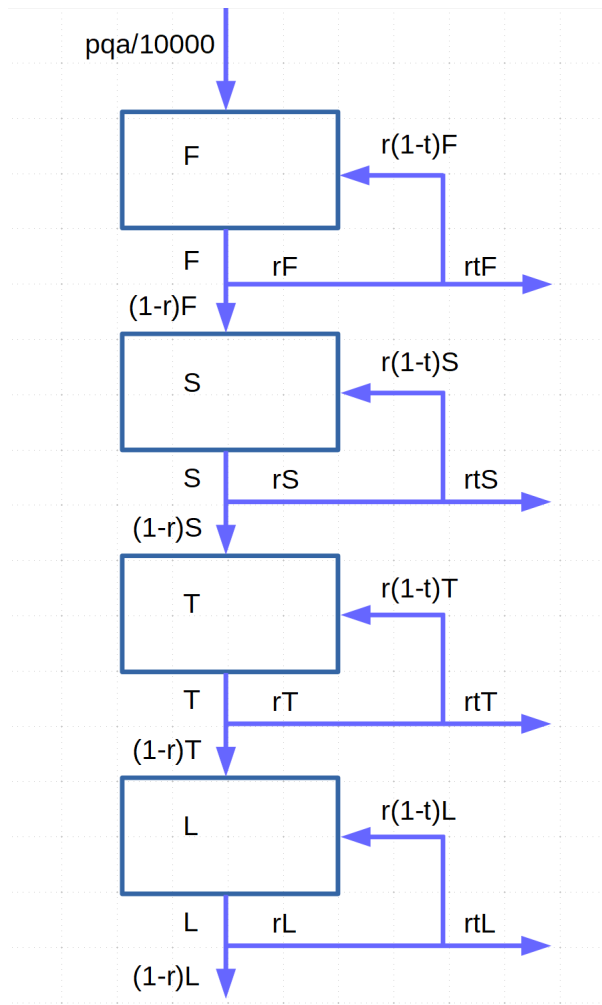 pqa/10000
r(1-t)F
F
F
rF
rtF
(1-r)F
r(1-t)S
S
S
rS
rtS
(1-r)S
r(1-t)T
T
T
rT
rtT
(1-r)T
r(1-t)L
L
L
rL
rtL
(1-r)L